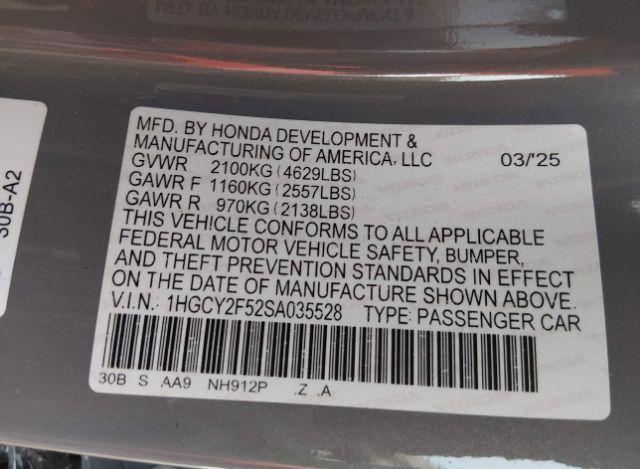 MFD. BY HONDA DEVELOPMENT &
MANUFACTURING OF AMERICA, LLC 03/'25
GVWR 2100KG (4629LBS)
GAWR F 1160KG (2557LBS)
GAWR R 970KG (2138LBS)
THIS VEHICLE CONFORMS TO ALL APPLICABLE
FEDERAL MOTOR VEHICLE SAFETY, BUMPER,
AND THEFT PREVENTION STANDARDS IN EFFECT
ON THE DATE OF MANUFACTURE SHOWN ABOVE.
V.I.N.: 1HGCY2F52SA035528 TYPE: PASSENGER CAR
30B S AA9 NH912P .Z .A
30B-A2